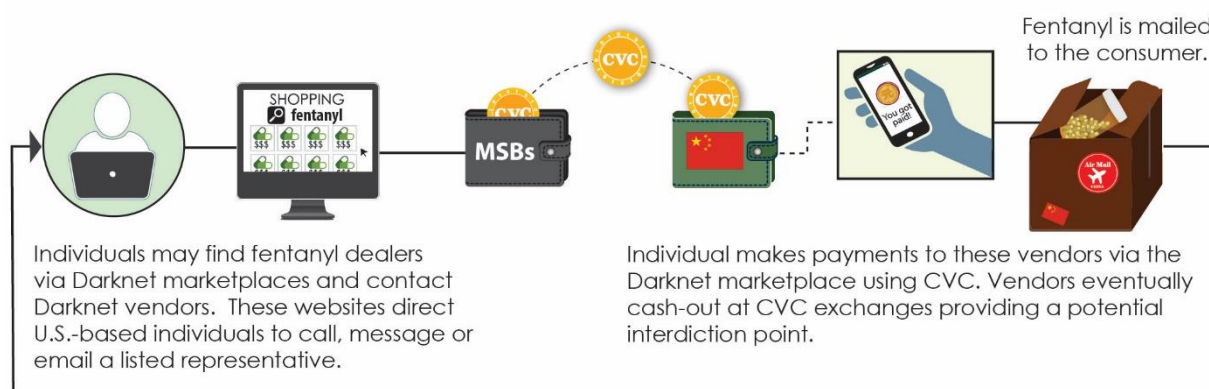 Fentanyl is mailed
to the consumer.
CVC
CVC
CVC
SHOPPING
fentanyl
$$$ $$$ $$$ $$$
MSBs
You got
paid!
Air Mail
CHINA
Individuals may find fentanyl dealers
via Darknet marketplaces and contact
Darknet vendors. These websites direct
U.S.-based individuals to call, message or
email a listed representative.
Individual makes payments to these vendors via the
Darknet marketplace using CVC. Vendors eventually
cash-out at CVC exchanges providing a potential
interdiction point.